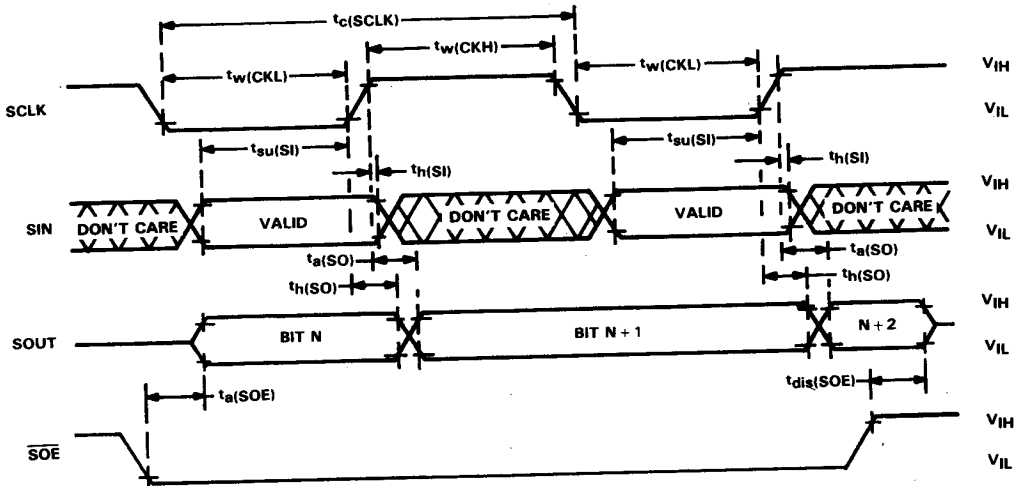 tc(SCLK)
tw(CKL)
tw(CKH)
tw(CKL)
VIH
SCLK
VIL
tsu(SI)
th(SI)
tsu(SI)
th(SI)
VIH
SIN
DON'T CARE
VALID
DON'T CARE
VALID
DON'T CARE
VIL
ta(SO)
ta(SO)
th(SO)
th(SO)
VIH
SOUT
BIT N
BIT N + 1
N + 2
VIL
ta(SOE)
tdis(SOE)
VIH
SOE
VIL